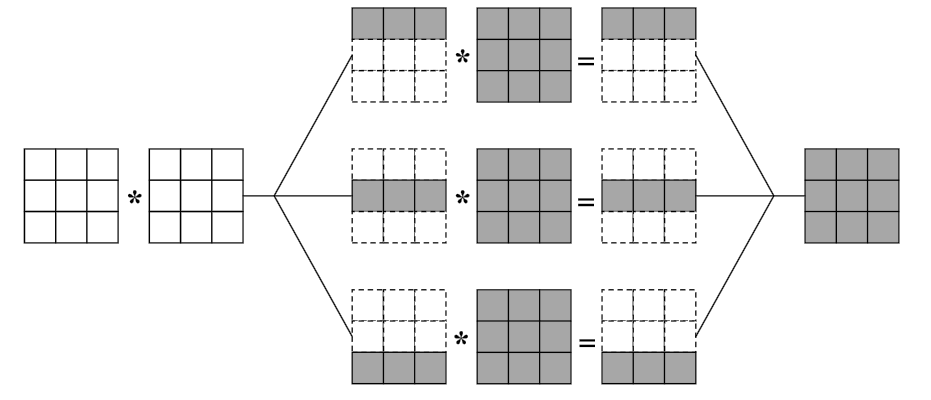 * =
*
* =
* =